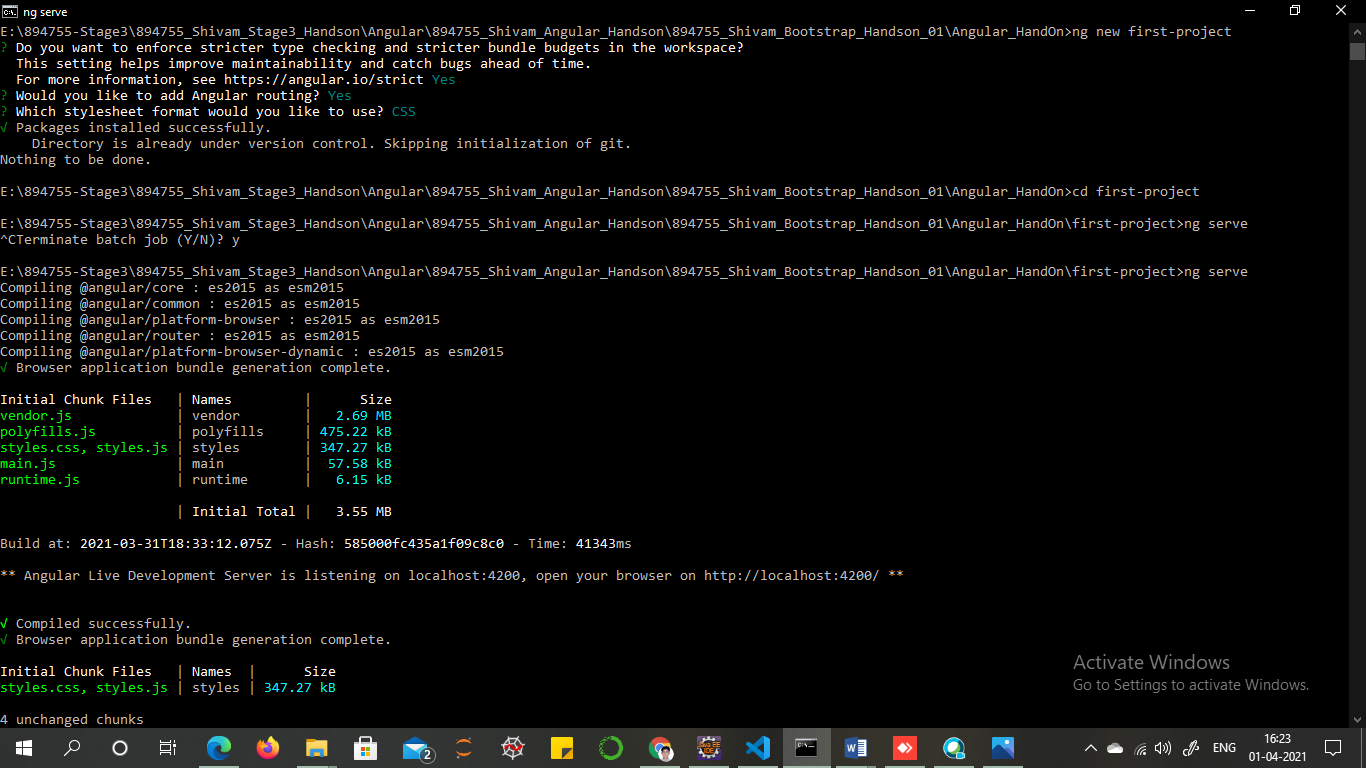 ng serve
E:\894755-Stage3\894755_Shivam_Stage3_Handson\Angular\894755_Shivam_Angular_Handson\894755_Shivam_Bootstrap_Handson_01\Angular_HandOn>ng new first-project
? Do you want to enforce stricter type checking and stricter bundle budgets in the workspace?
This setting helps improve maintainability and catch bugs ahead of time.
For more information, see https://angular.io/strict Yes
? Would you like to add Angular routing? Yes
? Which stylesheet format would you like to use? CSS
√ Packages installed successfully.
Directory is already under version control. Skipping initialization of git.
Nothing to be done.
E:\894755-Stage3\894755_Shivam_Stage3_Handson\Angular\894755_Shivam_Angular_Handson\894755_Shivam_Bootstrap_Handson_01\Angular_HandOn>cd first-project
E:\894755-Stage3\894755_Shivam_Stage3_Handson\Angular\894755_Shivam_Angular_Handson\894755_Shivam_Bootstrap_Handson_01\Angular_HandOn\first-project>ng serve
^CTerminate batch job (Y/N)? y
E:\894755-Stage3\894755_Shivam_Stage3_Handson\Angular\894755_Shivam_Angular_Handson\894755_Shivam_Bootstrap_Handson_01\Angular_HandOn\first-project>ng serve
Compiling @angular/core : es2015 as esm2015
Compiling @angular/common : es2015 as esm2015
Compiling @angular/platform-browser : es2015 as esm2015
Compiling @angular/router : es2015 as esm2015
Compiling @angular/platform-browser-dynamic : es2015 as esm2015
√ Browser application bundle generation complete.
Initial Chunk Files | Names | Size
vendor.js | vendor | 2.69 MB
polyfills.js | polyfills | 475.22 kB
styles.css, styles.js | styles | 347.27 kB
main.js | main | 57.58 kB
runtime.js | runtime | 6.15 kB
| Initial Total | 3.55 MB
Build at: 2021-03-31T18:33:12.075Z - Hash: 585000fc435a1f09c8c0 - Time: 41343ms
** Angular Live Development Server is listening on localhost:4200, open your browser on http://localhost:4200/ **
√ Compiled successfully.
√ Browser application bundle generation complete.
Initial Chunk Files | Names | Size
styles.css, styles.js | styles | 347.27 kB
4 unchanged chunks
Activate Windows
Go to Settings to activate Windows.
2
ENG
16:23
01-04-2021